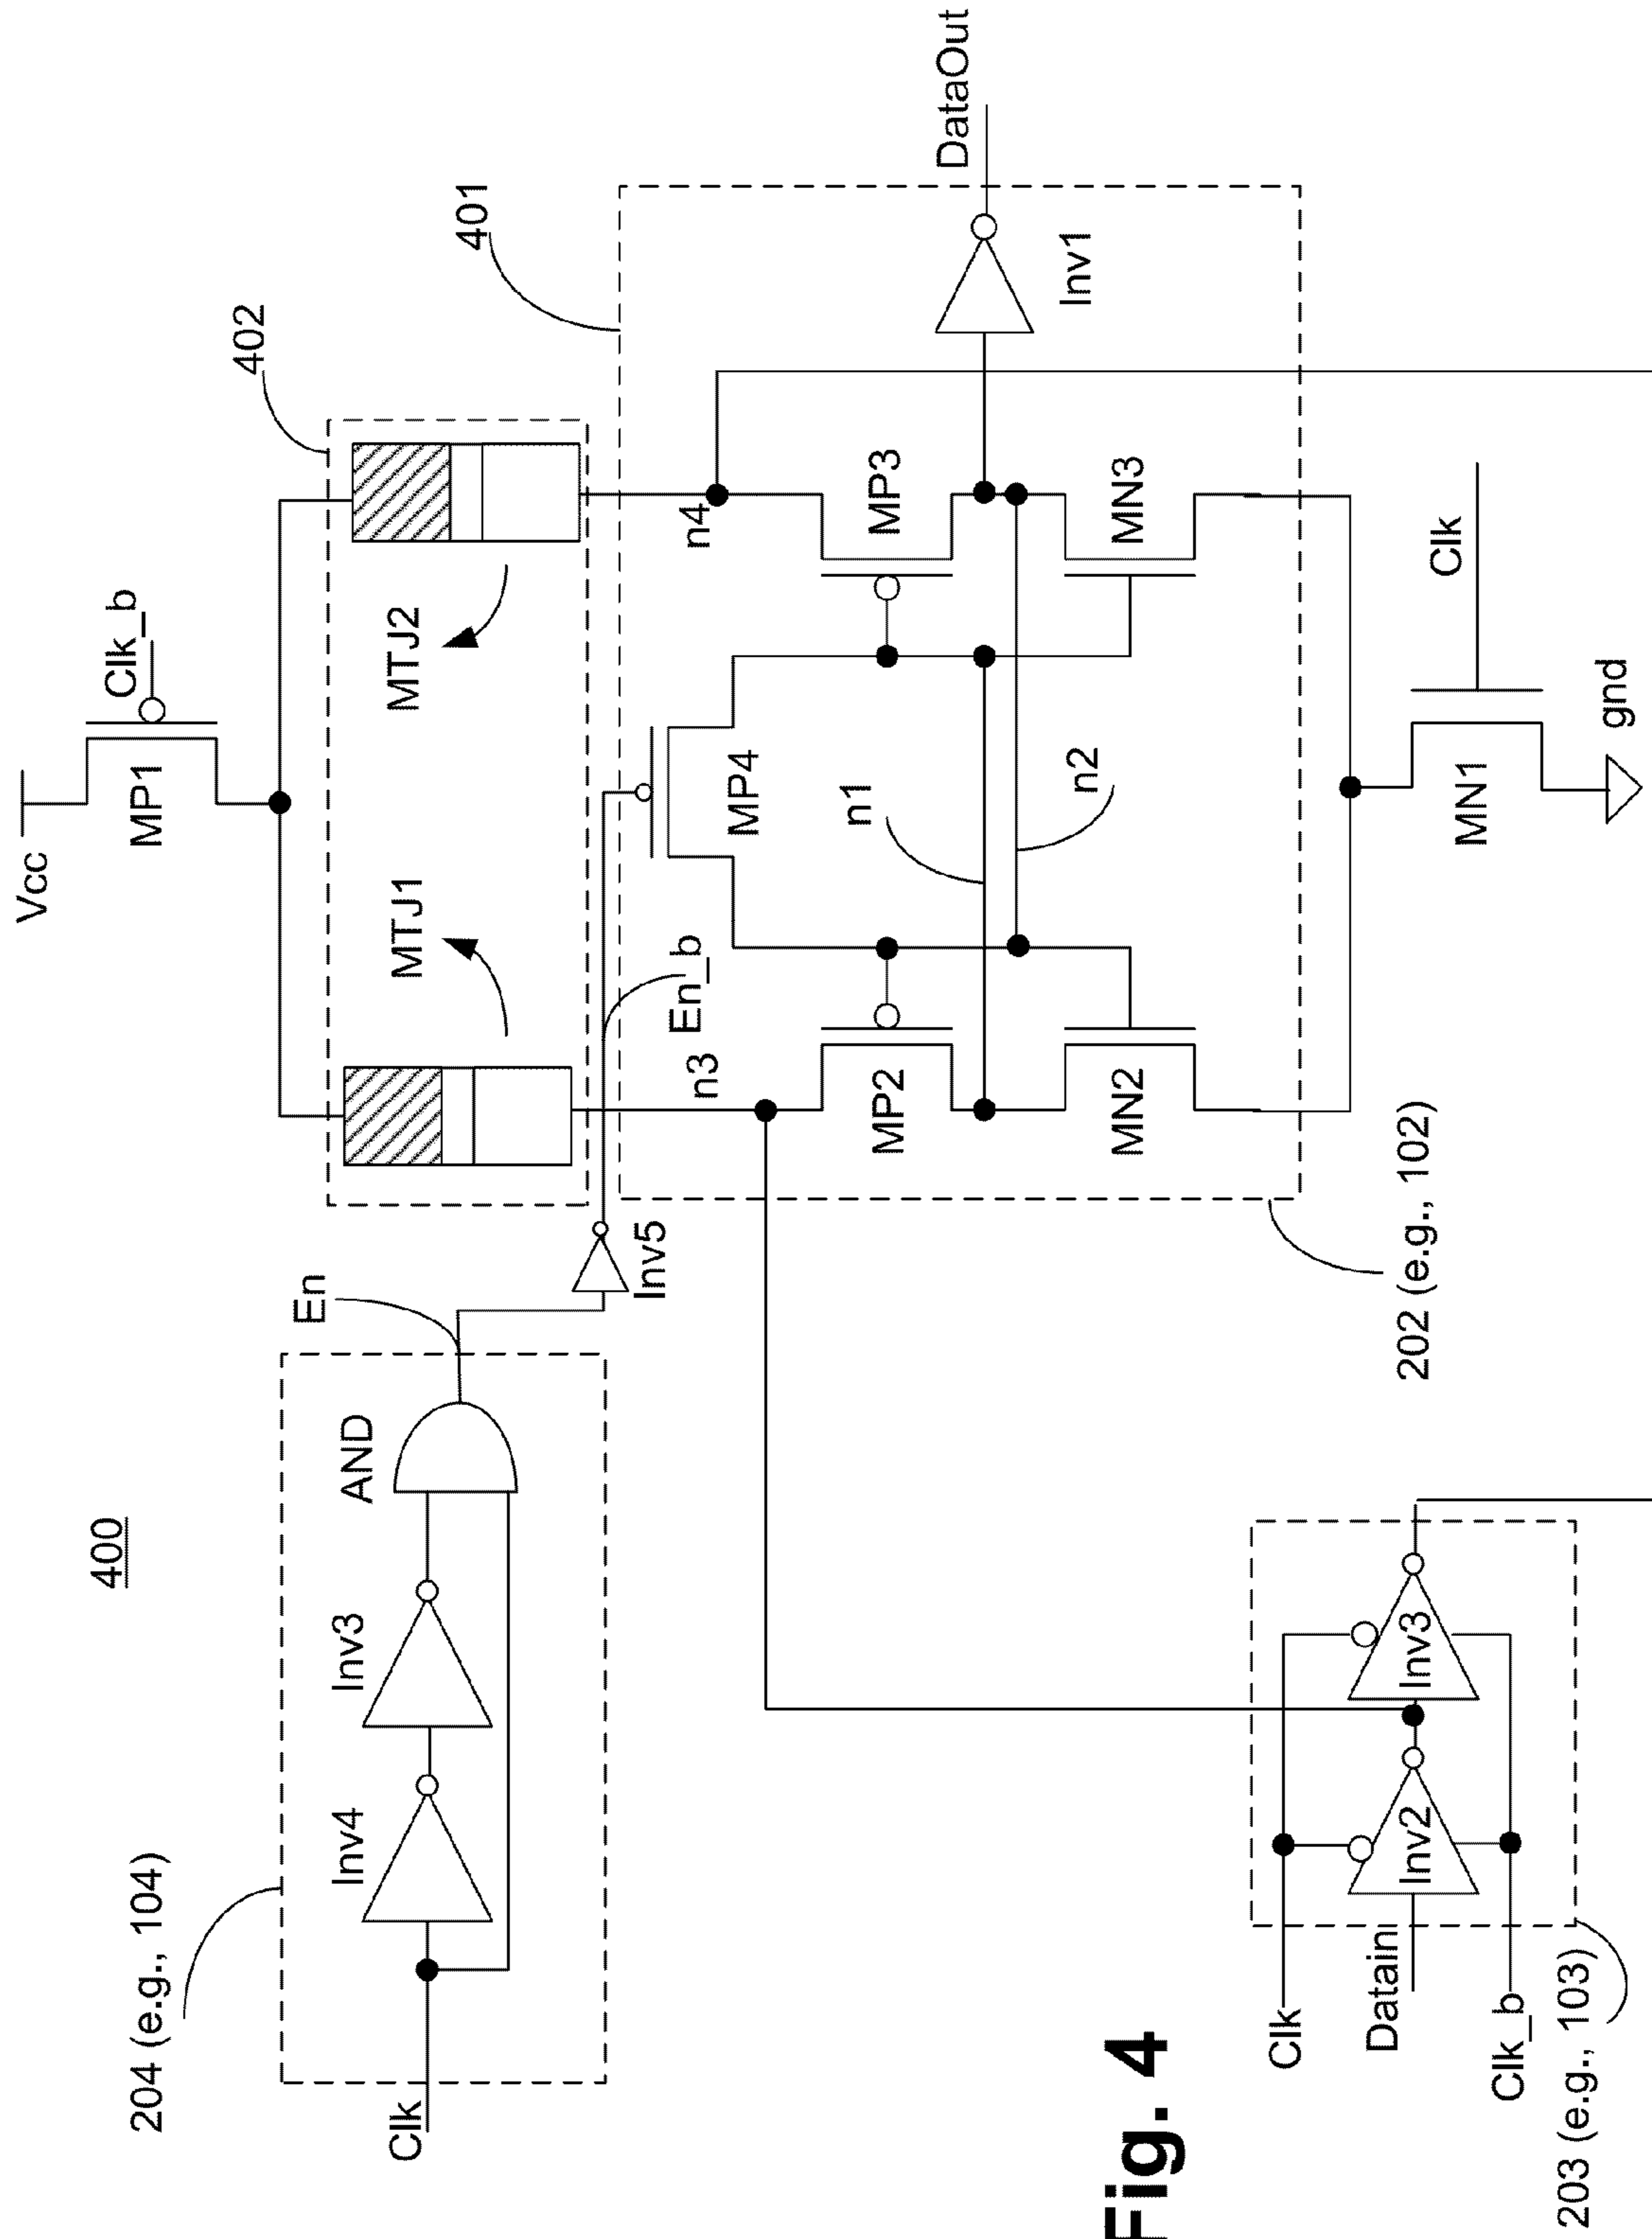 400
204 (e.g., 104)
Clk
Inv4
Inv3
AND
En
Inv5
Vcc
MP1
Clk_b
402
MTJ1
MTJ2
401
En_b
n3
n4
MP4
MP2
MP3
n1
n2
MN2
MN3
Inv1
DataOut
MN1
Clk
gnd
202 (e.g., 102)
Clk
Datain
Clk_b
Inv2
Inv3
203 (e.g., 103)
Fig. 4